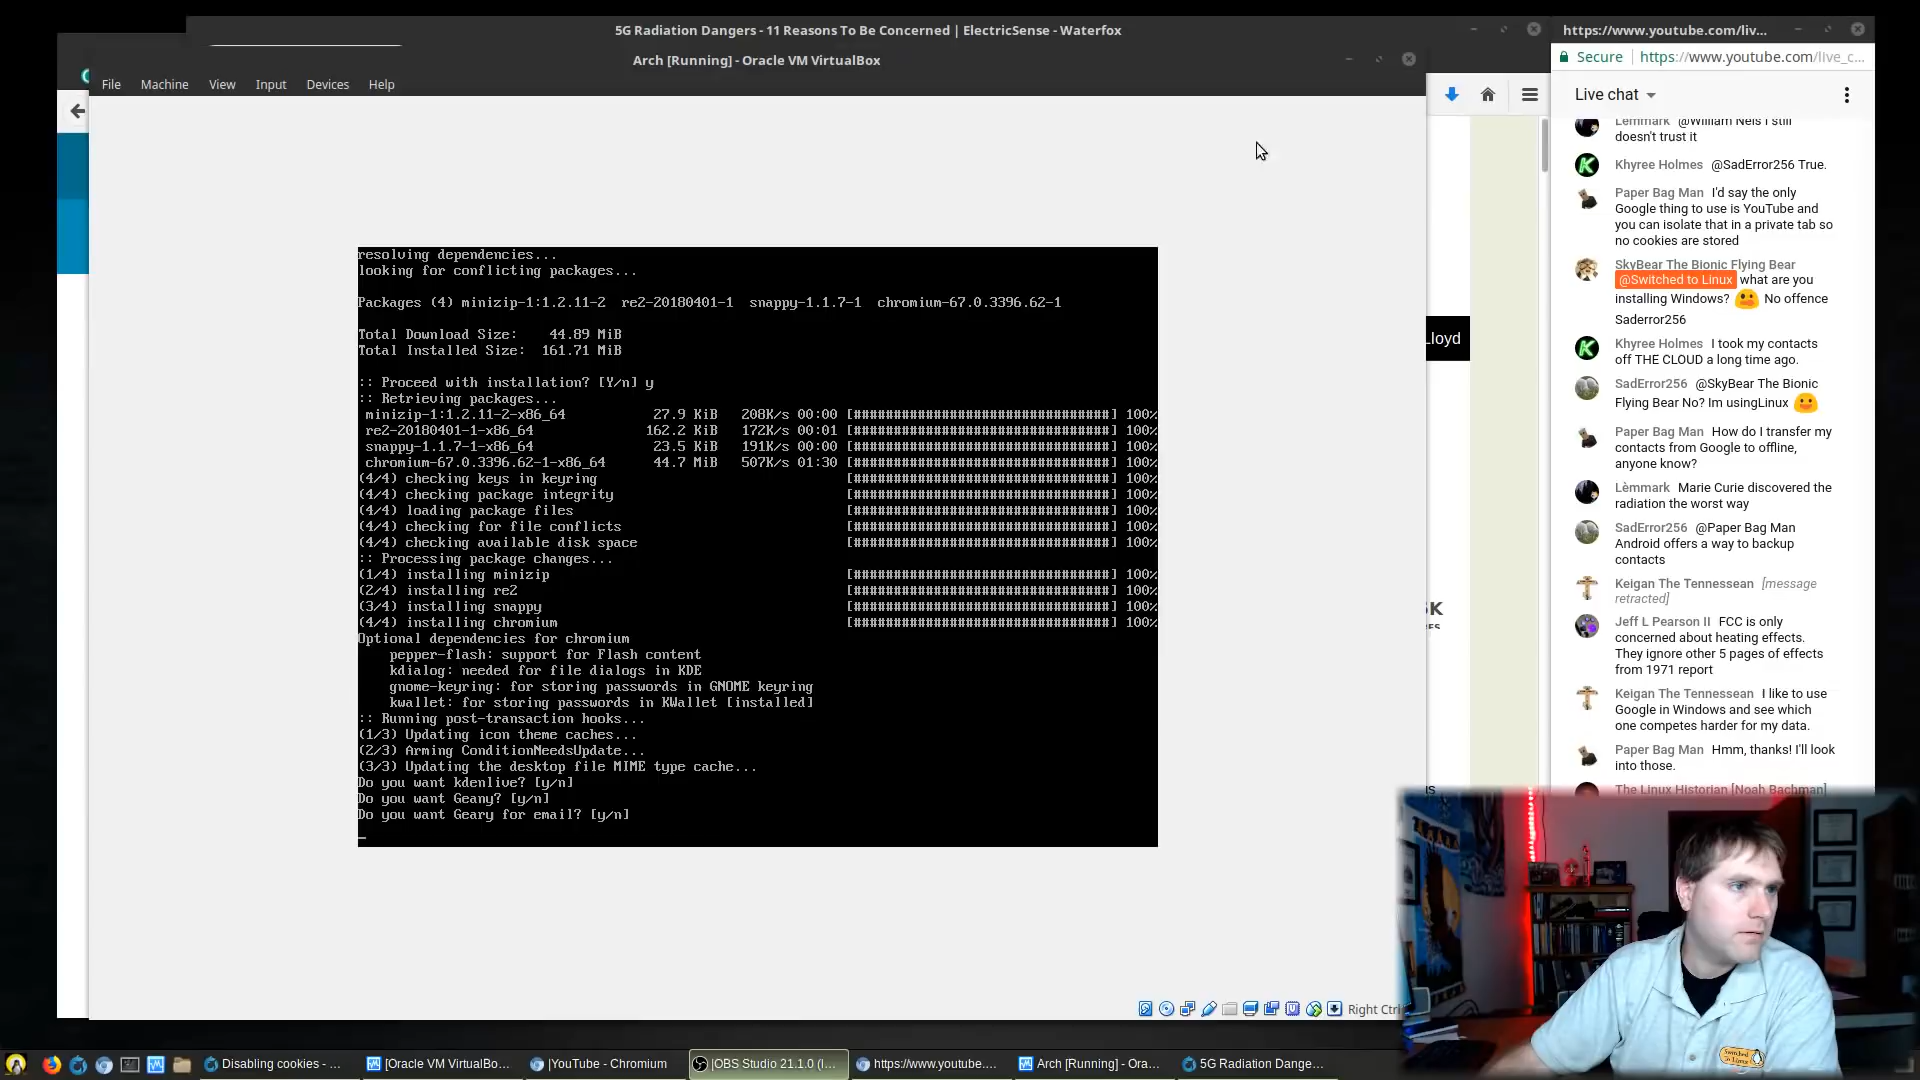 5G Radiation Dangers - 11 Reasons To Be Concerned | ElectricSense - Waterfox
https://www.youtube.com/liv...
Arch [Running] - Oracle VM VirtualBox
Secure https://www.youtube.com/live_c...
File Machine View Input Devices Help
Live chat
resolving dependencies...
looking for conflicting packages...
Packages (4) minizip-1:1.2.11-2 re2-20180401-1 snappy-1.1.7-1 chromium-67.0.3396.62-1
Total Download Size: 44.89 MiB
Total Installed Size: 161.71 MiB
:: Proceed with installation? [Y/n] y
:: Retrieving packages...
minizip-1:1.2.11-2-x86_64 27.9 KiB 208K/s 00:00 [################################] 100%
re2-20180401-1-x86_64 162.2 KiB 172K/s 00:01 [################################] 100%
snappy-1.1.7-1-x86_64 23.5 KiB 191K/s 00:00 [################################] 100%
chromium-67.0.3396.62-1-x86_64 44.7 MiB 507K/s 01:30 [################################] 100%
(4/4) checking keys in keyring [################################] 100%
(4/4) checking package integrity [################################] 100%
(4/4) loading package files [################################] 100%
(4/4) checking for file conflicts [################################] 100%
(4/4) checking available disk space [################################] 100%
:: Processing package changes...
(1/4) installing minizip [################################] 100%
(2/4) installing re2 [################################] 100%
(3/4) installing snappy [################################] 100%
(4/4) installing chromium [################################] 100%
Optional dependencies for chromium
pepper-flash: support for Flash content
kdialog: needed for file dialogs in KDE
gnome-keyring: for storing passwords in GNOME keyring
kwallet: for storing passwords in KWallet [installed]
:: Running post-transaction hooks...
(1/3) Updating icon theme caches...
(2/3) Arming ConditionNeedsUpdate...
(3/3) Updating the desktop file MIME type cache...
Do you want kdenlive? [y/n]
Do you want Geany? [y/n]
Do you want Geary for email? [y/n]
_
Lloyd
Right Ctrl
Lèmmark @William Neis I still
doesn't trust it
Khyree Holmes @SadError256 True.
Paper Bag Man I'd say the only
Google thing to use is YouTube and
you can isolate that in a private tab so
no cookies are stored
SkyBear The Bionic Flying Bear
@Switched to Linux what are you
installing Windows? No offence
Saderror256
Khyree Holmes I took my contacts
off THE CLOUD a long time ago.
SadError256 @SkyBear The Bionic
Flying Bear No? Im usingLinux
Paper Bag Man How do I transfer my
contacts from Google to offline,
anyone know?
Lèmmark Marie Curie discovered the
radiation the worst way
SadError256 @Paper Bag Man
Android offers a way to backup
contacts
Keigan The Tennessean [message
retracted]
Jeff L Pearson II FCC is only
concerned about heating effects.
They ignore other 5 pages of effects
from 1971 report
Keigan The Tennessean I like to use
Google in Windows and see which
one competes harder for my data.
Paper Bag Man Hmm, thanks! I'll look
into those.
The Linux Historian [Noah Bachman]
Disabling cookies - ...
[Oracle VM VirtualBo...
|YouTube - Chromium
|OBS Studio 21.1.0 (l...
https://www.youtube....
Arch [Running] - Ora...
5G Radiation Dange...